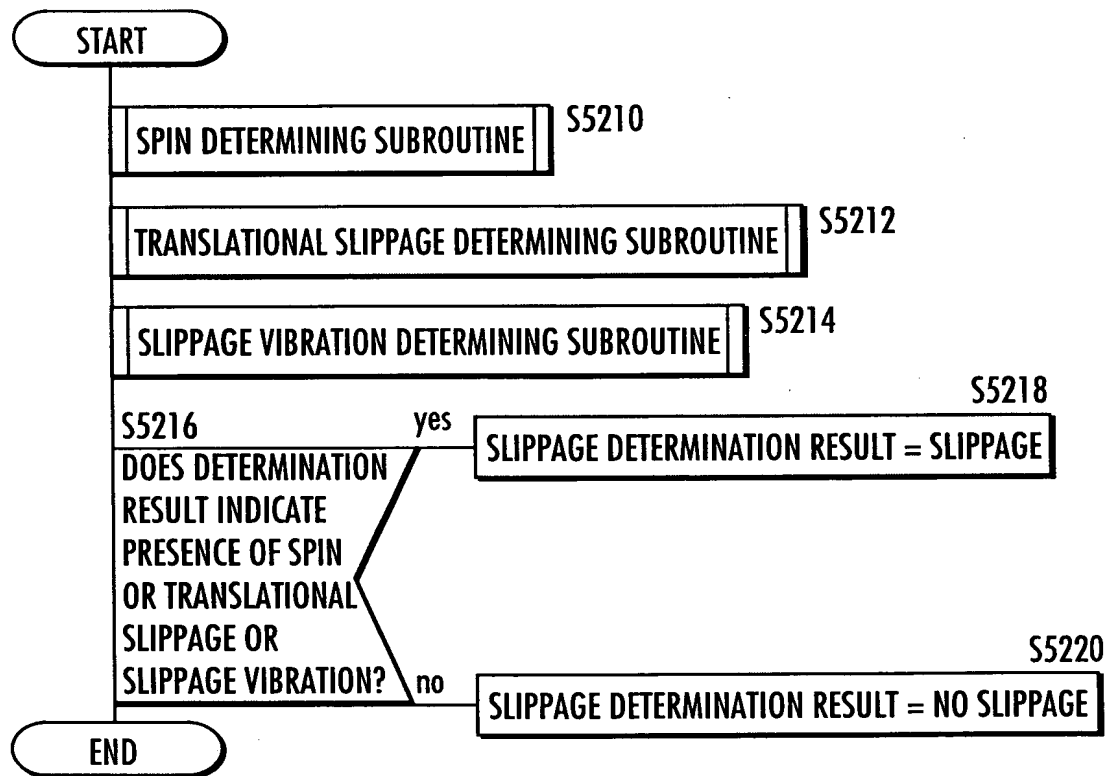 START
SPIN DETERMINING SUBROUTINE
S5210
TRANSLATIONAL SLIPPAGE DETERMINING SUBROUTINE
S5212
SLIPPAGE VIBRATION DETERMINING SUBROUTINE
S5214
S5216
DOES DETERMINATION
RESULT INDICATE
PRESENCE OF SPIN
OR TRANSLATIONAL
SLIPPAGE OR
SLIPPAGE VIBRATION?
yes
S5218
SLIPPAGE DETERMINATION RESULT = SLIPPAGE
no
S5220
SLIPPAGE DETERMINATION RESULT = NO SLIPPAGE
END